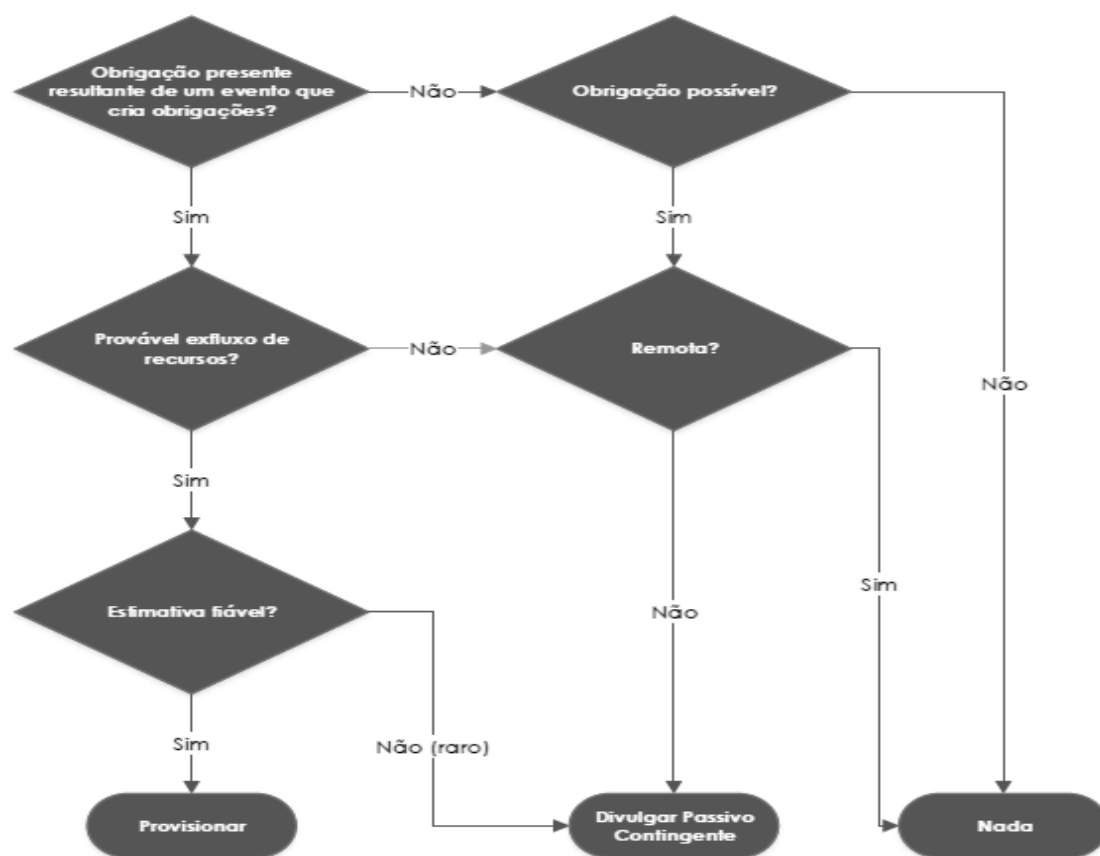 Obrigação presente
resultante de um evento que
cria obrigações?
Não
Obrigação possível?
Sim
Sim
Provável exfluxo de
recursos?
Não
Remota?
Não
Sim
Estimativa fiável?
Não
Sim
Sim
Não (raro)
Provisionar
Divulgar Passivo
Contingente
Nada